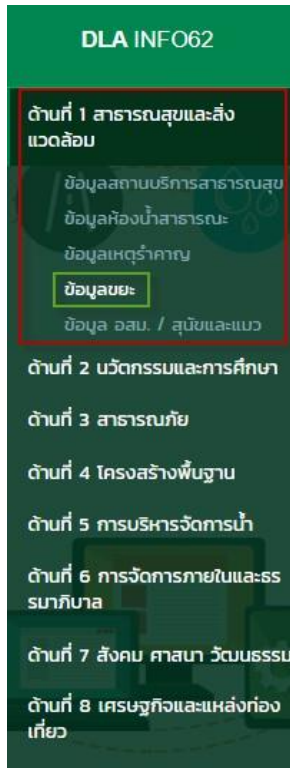 DLA INFO62
ด้านที่ 1 สาธารณสุขและสิ่ง
แวดล้อม
ข้อมูลสถานบริการสาธารณสุข
ข้อมูลห้องน้ำสาธารณะ
ข้อมูลเหตุรำคาญ
ข้อมูลขยะ
ข้อมูล อสม. / สุนัขและแมว
ด้านที่ 2 นวัตกรรมและการศึกษา
ด้านที่ 3 สาธารณภัย
ด้านที่ 4 โครงสร้างพื้นฐาน
ด้านที่ 5 การบริหารจัดการน้ำ
ด้านที่ 6 การจัดการภายในและธร
รมาภิบาล
ด้านที่ 7 สังคม ศาสนา วัฒนธรรม
ด้านที่ 8 เศรษฐกิจและแหล่งท่อง
เที่ยว